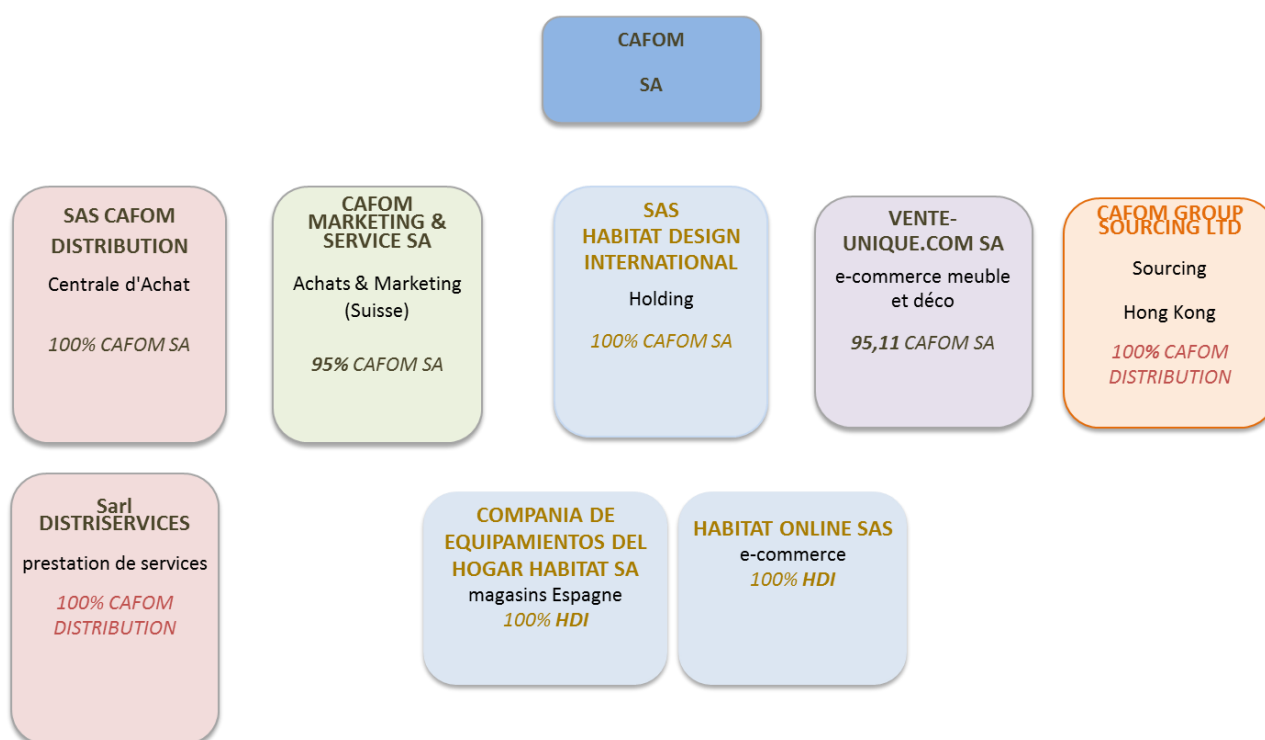 CAFOM
SA
SAS CAFOM
DISTRIBUTION
Centrale d'Achat
100% CAFOM SA
CAFOM
MARKETING &
SERVICE SA
Achats & Marketing
(Suisse)
95% CAFOM SA
SAS
HABITAT DESIGN
INTERNATIONAL
Holding
100% CAFOM SA
VENTE-
UNIQUE.COM SA
e-commerce meuble
et déco
95,11 CAFOM SA
CAFOM GROUP
SOURCING LTD
Sourcing
Hong Kong
100% CAFOM
DISTRIBUTION
Sarl
DISTRISERVICES
prestation de services
100% CAFOM
DISTRIBUTION
COMPANIA DE
EQUIPAMIENTOS DEL
HOGAR HABITAT SA
magasins Espagne
100% HDI
HABITAT ONLINE SAS
e-commerce
100% HDI